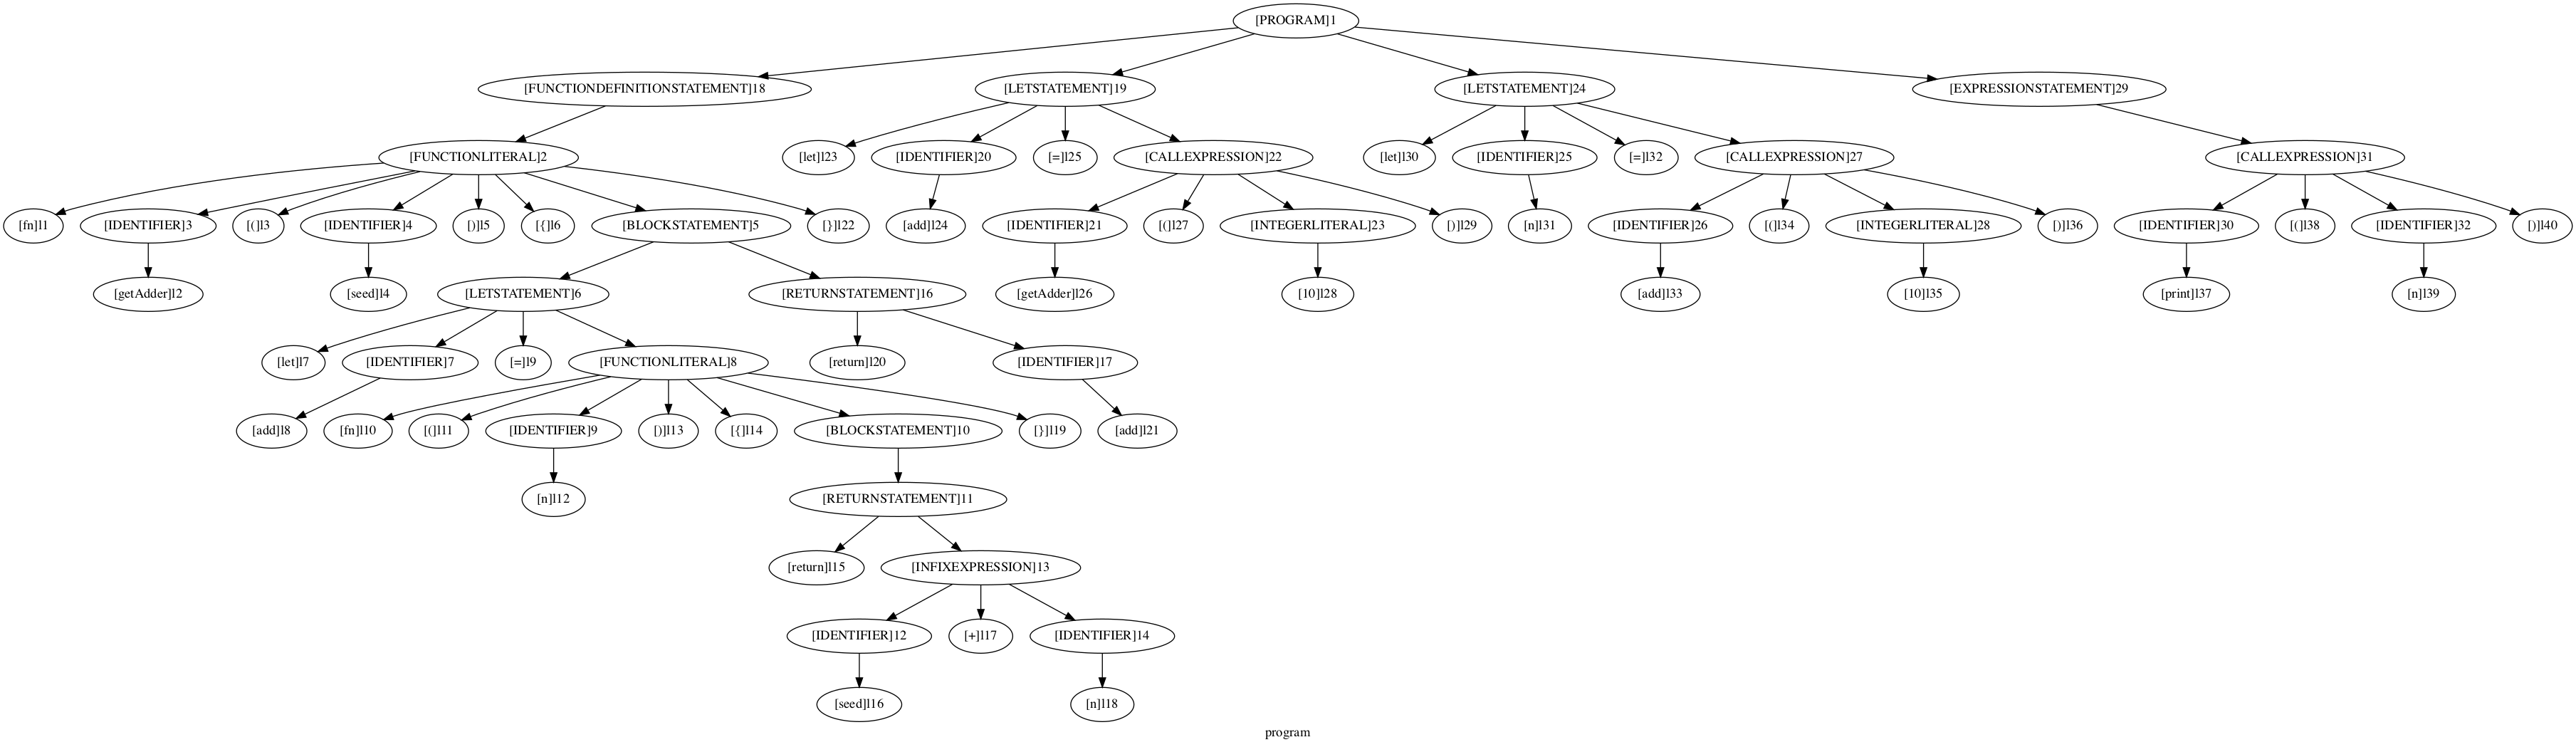 [PROGRAM]1
[FUNCTIONDEFINITIONSTATEMENT]18
[LETSTATEMENT]19
[LETSTATEMENT]24
[EXPRESSIONSTATEMENT]29
[FUNCTIONLITERAL]2
[let]l23
[IDENTIFIER]20
[=]l25
[CALLEXPRESSION]22
[let]l30
[IDENTIFIER]25
[=]l32
[CALLEXPRESSION]27
[CALLEXPRESSION]31
[fn]l1
[IDENTIFIER]3
[(]l3
[IDENTIFIER]4
[)]l5
[{]l6
[BLOCKSTATEMENT]5
[}]l22
[add]l24
[IDENTIFIER]21
[(]l27
[INTEGERLITERAL]23
[)]l29
[n]l31
[IDENTIFIER]26
[(]l34
[INTEGERLITERAL]28
[)]l36
[IDENTIFIER]30
[(]l38
[IDENTIFIER]32
[)]l40
[getAdder]l2
[seed]l4
[LETSTATEMENT]6
[RETURNSTATEMENT]16
[getAdder]l26
[10]l28
[add]l33
[10]l35
[print]l37
[n]l39
[let]l7
[IDENTIFIER]7
[=]l9
[FUNCTIONLITERAL]8
[return]l20
[IDENTIFIER]17
[add]l8
[fn]l10
[(]l11
[IDENTIFIER]9
[)]l13
[{]l14
[BLOCKSTATEMENT]10
[}]l19
[add]l21
[n]l12
[RETURNSTATEMENT]11
[return]l15
[INFIXEXPRESSION]13
[IDENTIFIER]12
[+]l17
[IDENTIFIER]14
[seed]l16
[n]l18
program